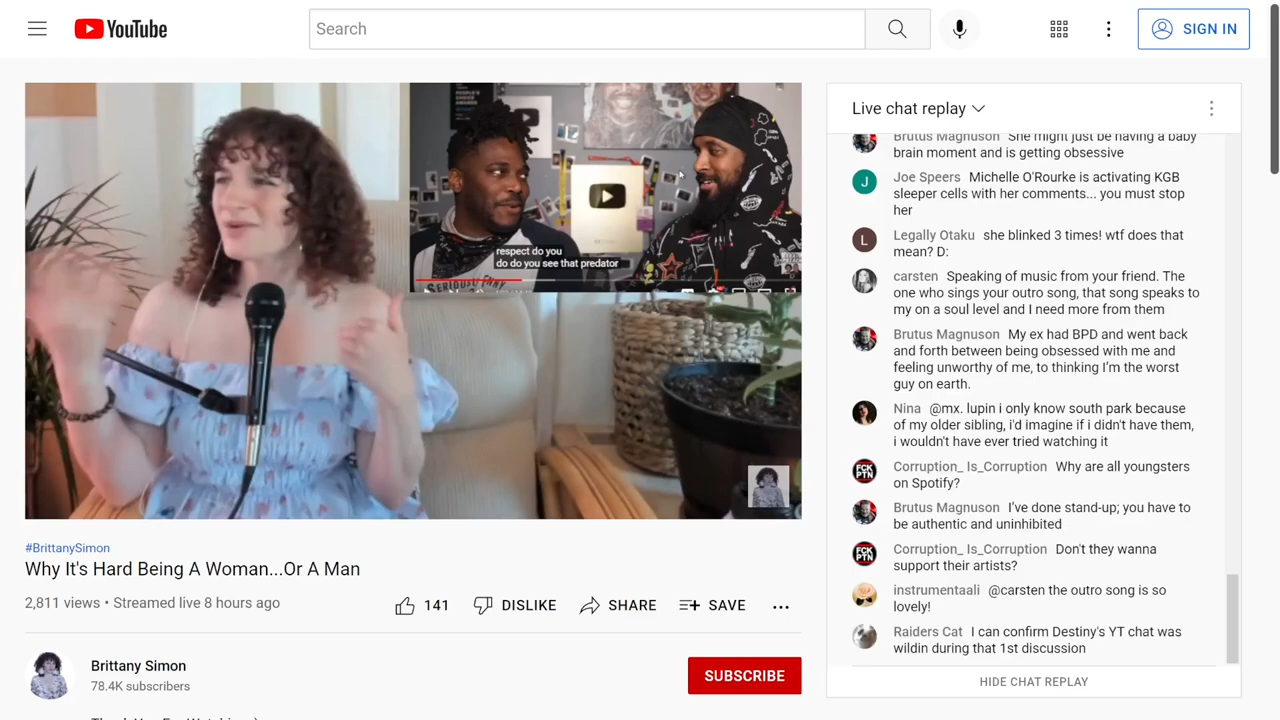 YouTube
Search
SIGN IN
respect do you
do do you see that predator
#BrittanySimon
Why It's Hard Being A Woman...Or A Man
2,811 views • Streamed live 8 hours ago
141
DISLIKE
SHARE
SAVE
Brittany Simon
78.4K subscribers
SUBSCRIBE
Live chat replay
Brutus Magnuson She might just be having a baby
brain moment and is getting obsessive
Joe Speers Michelle O'Rourke is activating KGB
sleeper cells with her comments... you must stop
her
Legally Otaku she blinked 3 times! wtf does that
mean? D:
carsten Speaking of music from your friend. The
one who sings your outro song, that song speaks to
my on a soul level and I need more from them
Brutus Magnuson My ex had BPD and went back
and forth between being obsessed with me and
feeling unworthy of me, to thinking I'm the worst
guy on earth.
Nina @mx. lupin i only know south park because
of my older sibling, i'd imagine if i didn't have them,
i wouldn't have ever tried watching it
Corruption_ Is_Corruption Why are all youngsters
on Spotify?
Brutus Magnuson I've done stand-up; you have to
be authentic and uninhibited
Corruption_ Is_Corruption Don't they wanna
support their artists?
instrumentaali @carsten the outro song is so
lovely!
Raiders Cat I can confirm Destiny's YT chat was
wildin during that 1st discussion
HIDE CHAT REPLAY